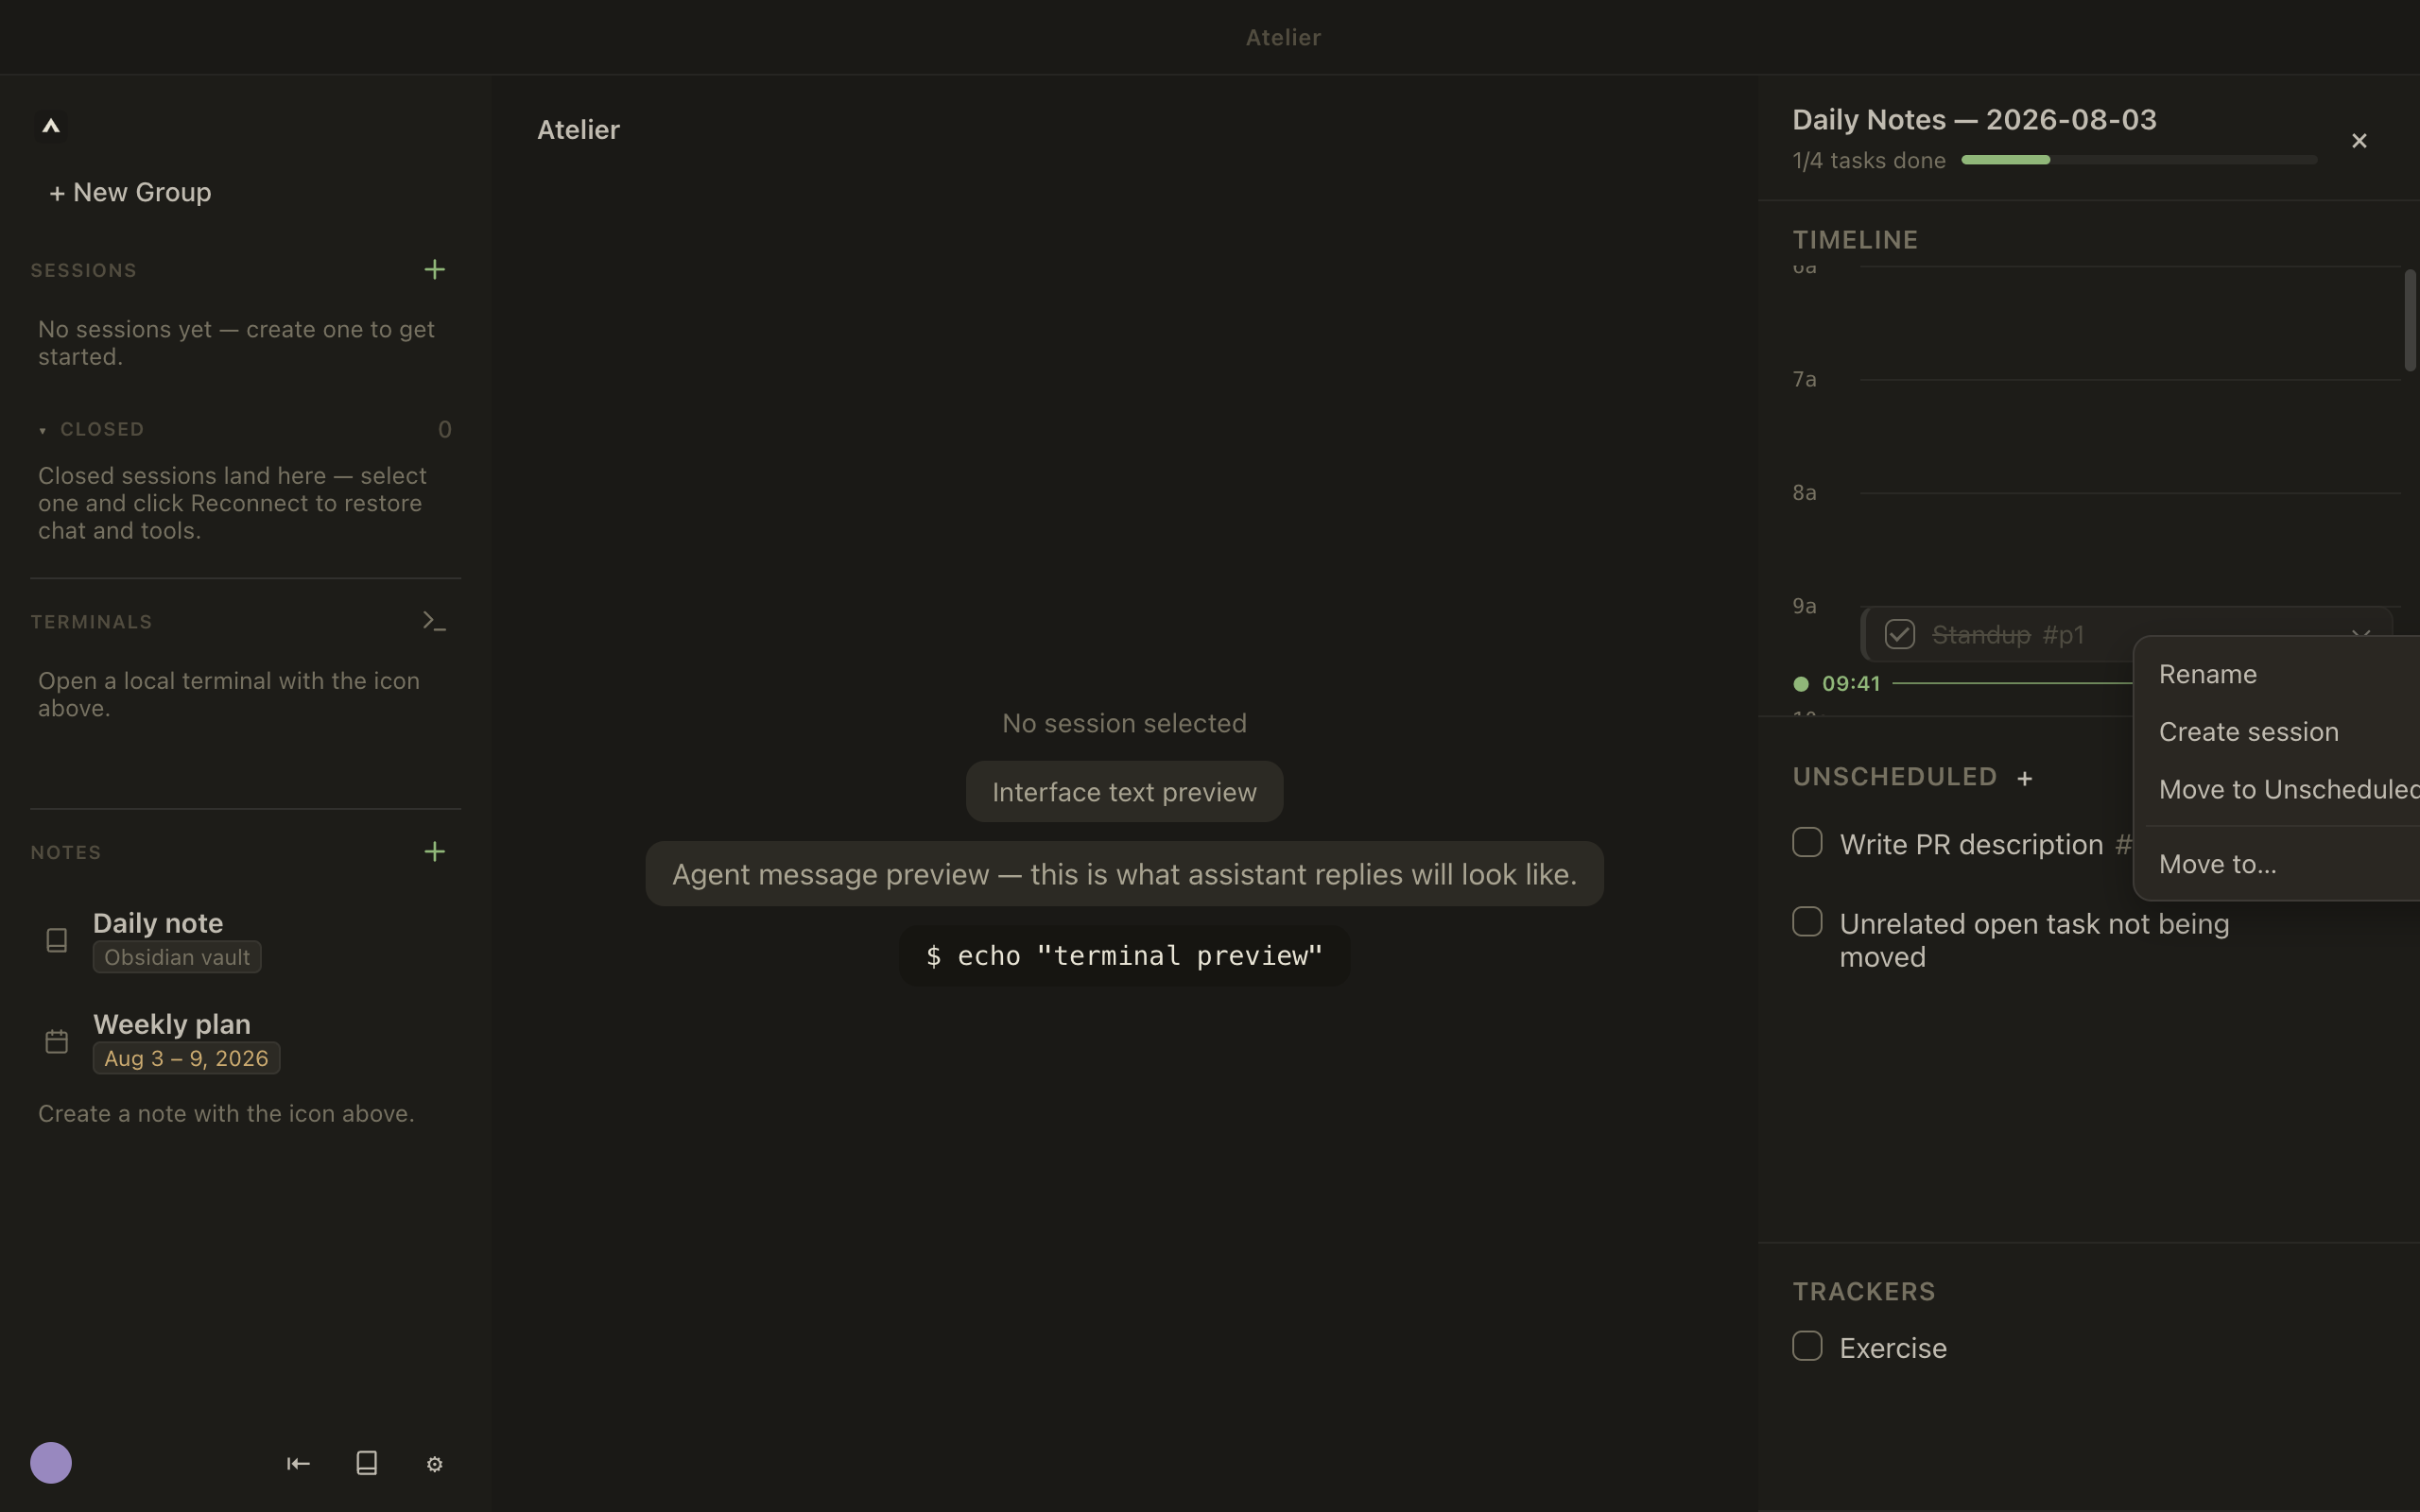 Atelier
+ New Group
SESSIONS
No sessions yet — create one to get
started.
CLOSED
0
Closed sessions land here — select
one and click Reconnect to restore
chat and tools.
TERMINALS
Open a local terminal with the icon
above.
NOTES
Daily note
Obsidian vault
Weekly plan
Aug 3 – 9, 2026
Create a note with the icon above.
Atelier
No session selected
Interface text preview
Agent message preview — this is what assistant replies will look like.
$ echo "terminal preview"
Daily Notes — 2026-08-03
1/4 tasks done
TIMELINE
7a
8a
9a
Standup #p1
09:41
UNSCHEDULED +
Write PR description #
Unrelated open task not being
moved
Rename
Create session
Move to Unscheduled
Move to...
TRACKERS
Exercise